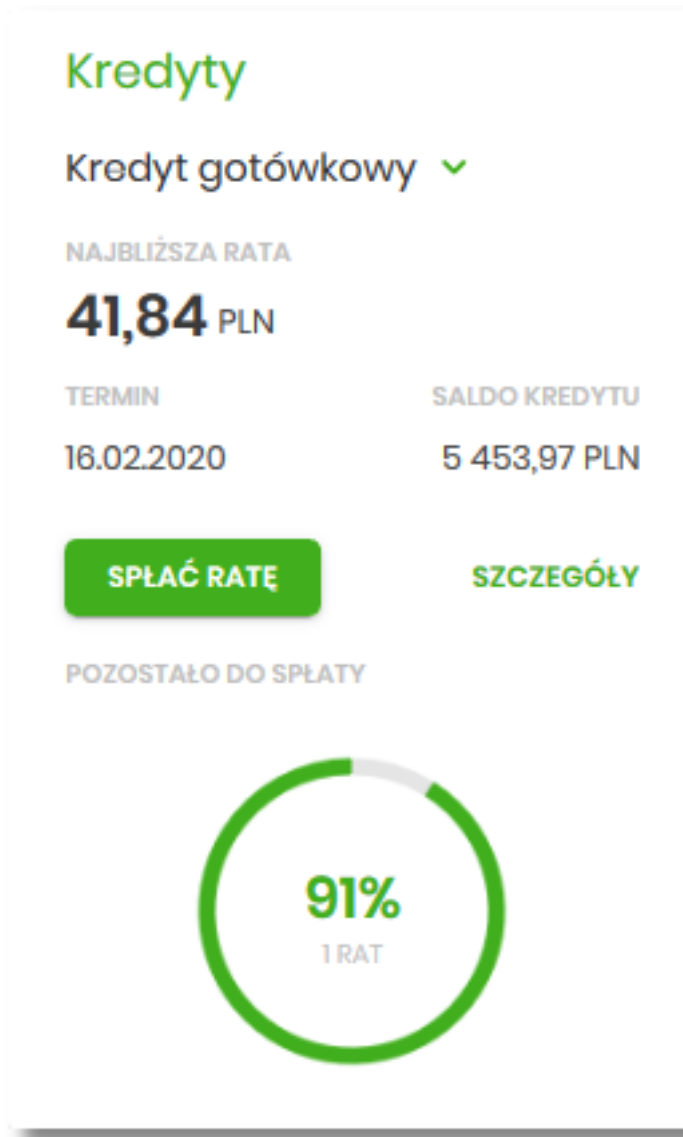 Kredyty
Kredyt gotówkowy
NAJBLIŻSZA RATA
41,84 PLN
TERMIN SALDO KREDYTU
16.02.2020 5 453,97 PLN
SPŁAĆ RATĘ SZCZEGÓŁY
POZOSTAŁO DO SPŁATY
91%
1 RAT